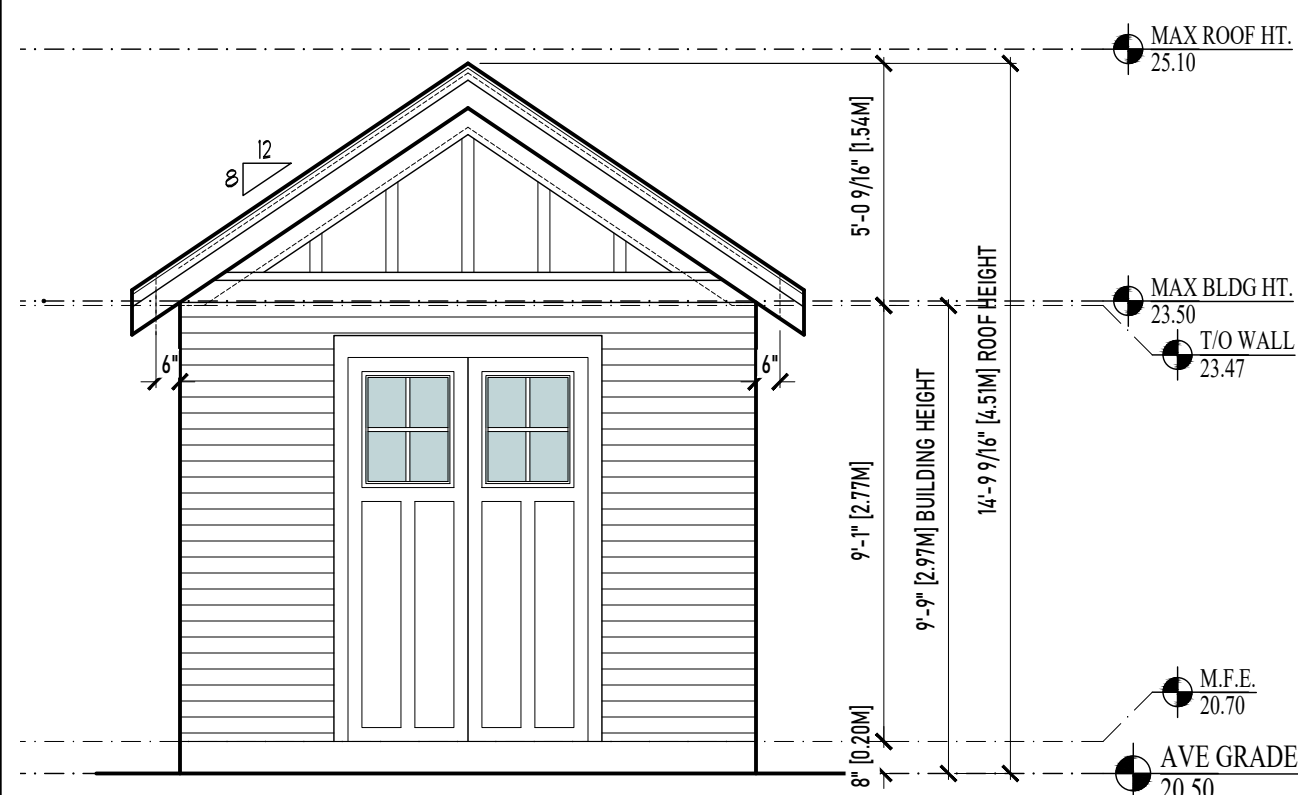 MAX ROOF HT.
25.10
12
8
5'-0 9/16" [1.54M]
14'-9 9/16" [4.51M] ROOF HEIGHT
MAX BLDG HT.
23.50
T/O WALL
23.47
6"
6"
9'-1" [2.77M]
9'-9" [2.97M] BUILDING HEIGHT
M.F.E.
20.70
8" [0.20M]
AVE GRADE
20.50